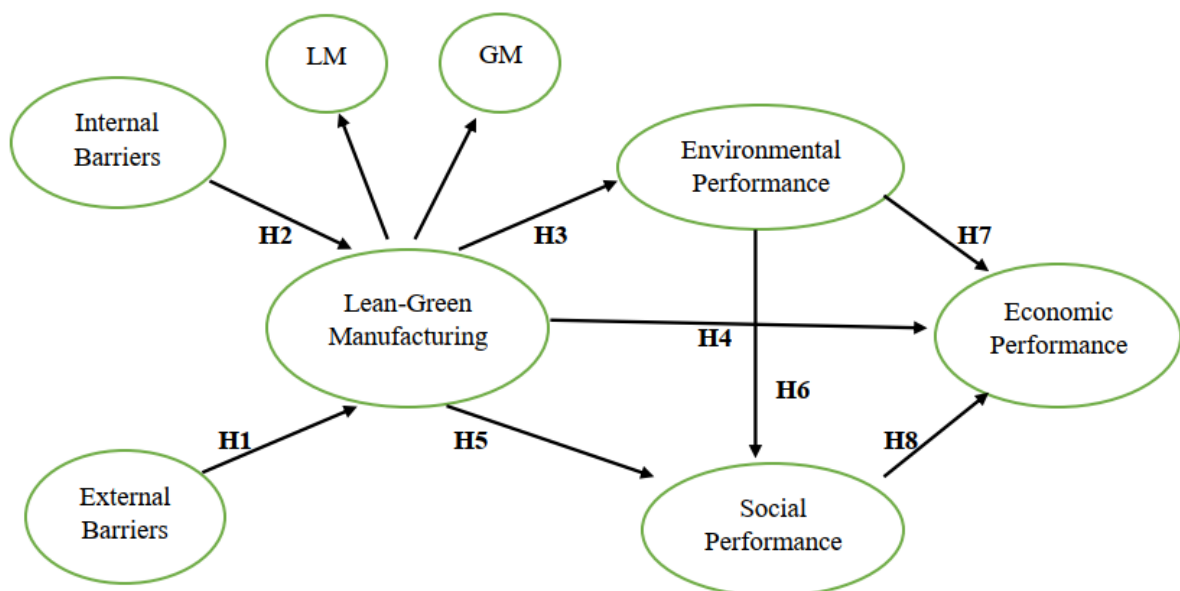 LM
GM
Internal
Barriers
Environmental
Performance
H2
H3
H7
Lean-Green
Manufacturing
Economic
Performance
H4
H6
H1
H5
H8
External
Barriers
Social
Performance